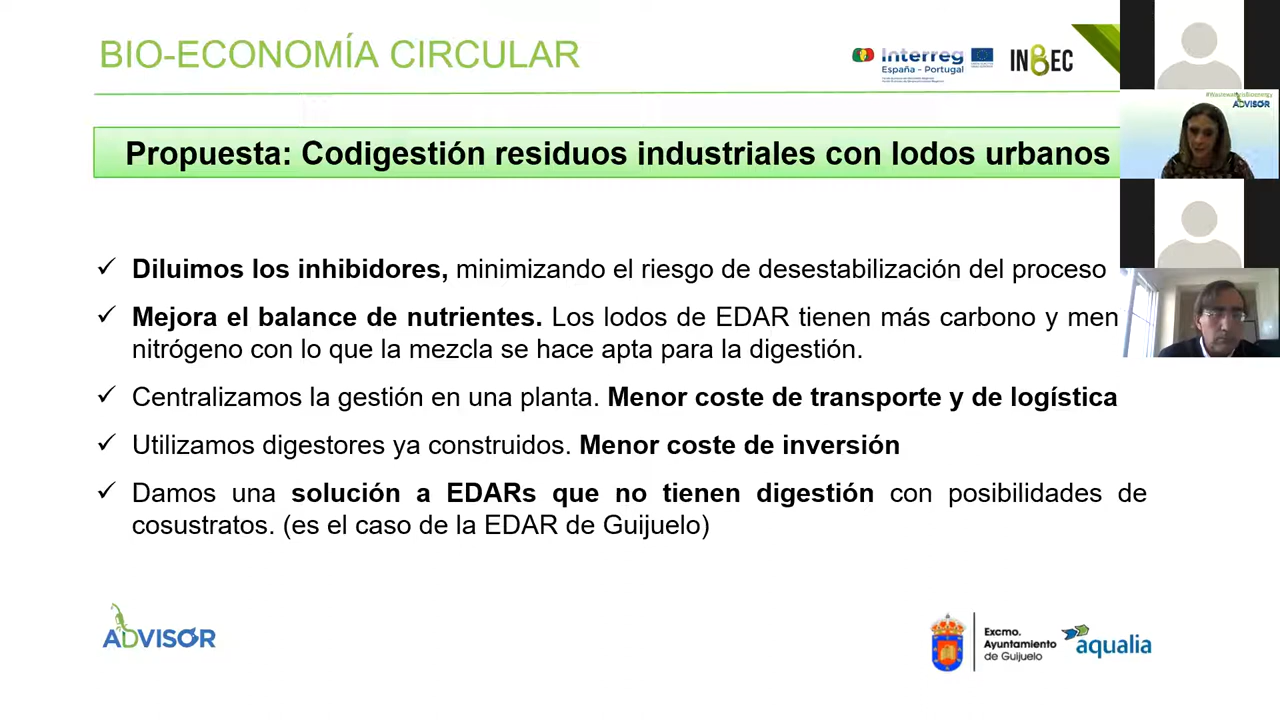 BIO-ECONOMÍA CIRCULAR
Interreg
España - Portugal
INBEC
#WastewaterisBioenergy
ADVISOR
Propuesta: Codigestión residuos industriales con lodos urbanos
✓ Diluimos los inhibidores, minimizando el riesgo de desestabilización del proceso
✓ Mejora el balance de nutrientes. Los lodos de EDAR tienen más carbono y men
nitrógeno con lo que la mezcla se hace apta para la digestión.
✓ Centralizamos la gestión en una planta. Menor coste de transporte y de logística
✓ Utilizamos digestores ya construidos. Menor coste de inversión
✓ Damos una solución a EDARs que no tienen digestión con posibilidades de
cosustratos. (es el caso de la EDAR de Guijuelo)
ADVISOR
Excmo.
Ayuntamiento
de Guijuelo
aqualia